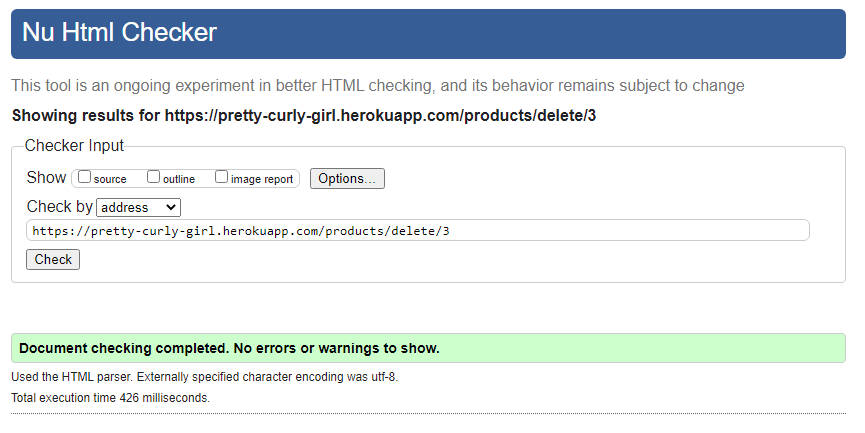 Nu Html Checker
This tool is an ongoing experiment in better HTML checking, and its behavior remains subject to change
Showing results for https://pretty-curly-girl.herokuapp.com/products/delete/3
Checker Input
Show source outline image report Options...
Check by address
https://pretty-curly-girl.herokuapp.com/products/delete/3
Check
Document checking completed. No errors or warnings to show.
Used the HTML parser. Externally specified character encoding was utf-8.
Total execution time 426 milliseconds.